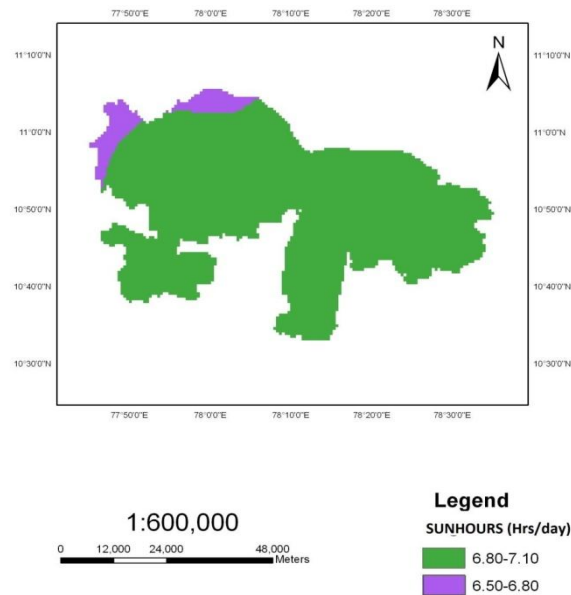 77°50'0"E 78°0'0"E 78°10'0"E 78°20'0"E 78°30'0"E
11°10'0"N 11°10'0"N
N
11°0'0"N 11°0'0"N
10°50'0"N 10°50'0"N
10°40'0"N 10°40'0"N
10°30'0"N 10°30'0"N
77°50'0"E 78°0'0"E 78°10'0"E 78°20'0"E 78°30'0"E
1:600,000
0 12,000 24,000 48,000
Meters
Legend
SUNHOURS (Hrs/day)
6.80-7.10
6.50-6.80